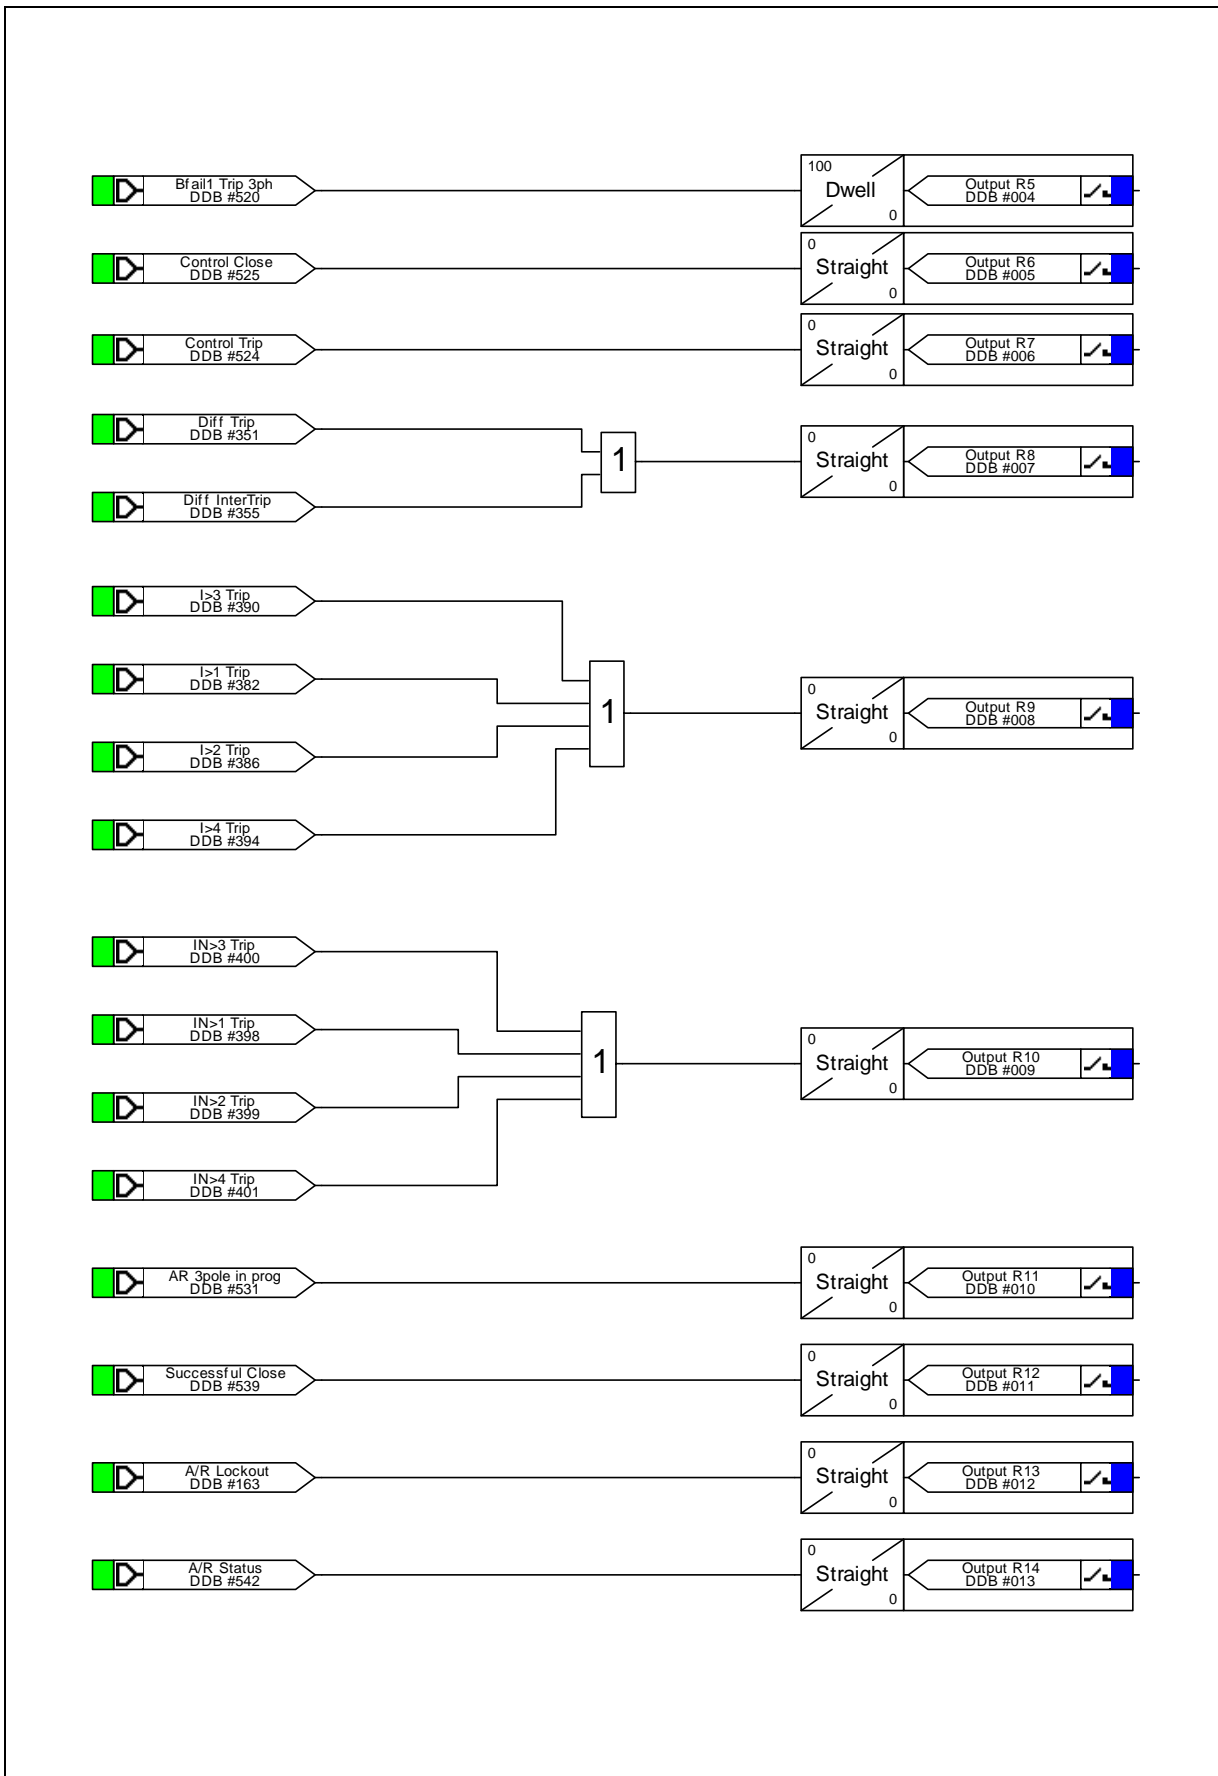 Bfail1 Trip 3ph
DDB #520
100
Dwell
0
Output R5
DDB #004
Control Close
DDB #525
0
Straight
0
Output R6
DDB #005
Control Trip
DDB #524
0
Straight
0
Output R7
DDB #006
Diff Trip
DDB #351
Diff InterTrip
DDB #355
1
0
Straight
0
Output R8
DDB #007
I>3 Trip
DDB #390
I>1 Trip
DDB #382
I>2 Trip
DDB #386
I>4 Trip
DDB #394
1
0
Straight
0
Output R9
DDB #008
IN>3 Trip
DDB #400
IN>1 Trip
DDB #398
IN>2 Trip
DDB #399
IN>4 Trip
DDB #401
1
0
Straight
0
Output R10
DDB #009
AR 3pole in prog
DDB #531
0
Straight
0
Output R11
DDB #010
Successful Close
DDB #539
0
Straight
0
Output R12
DDB #011
A/R Lockout
DDB #163
0
Straight
0
Output R13
DDB #012
A/R Status
DDB #542
0
Straight
0
Output R14
DDB #013